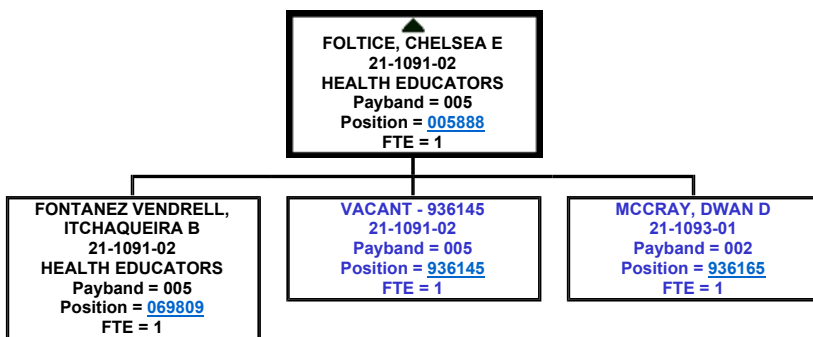 FOLTICE, CHELSEA E
21-1091-02
HEALTH EDUCATORS
Payband = 005
Position = 005888
FTE = 1
FONTANEZ VENDRELL,
ITCHAQUEIRA B
21-1091-02
HEALTH EDUCATORS
Payband = 005
Position = 069809
FTE = 1
VACANT - 936145
21-1091-02
Payband = 005
Position = 936145
FTE = 1
MCCRAY, DWAN D
21-1093-01
Payband = 002
Position = 936165
FTE = 1